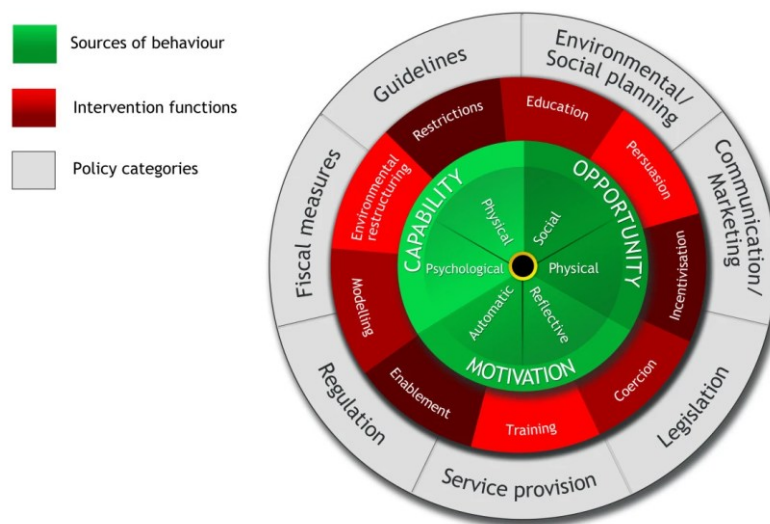 Sources of behaviour
Intervention functions
Policy categories
Guidelines
Environmental/
Social planning
Communication/
Marketing
Legislation
Service provision
Regulation
Fiscal measures
Restrictions
Education
Persuasion
Incentivisation
Coercion
Training
Enablement
Modelling
Environmental
restructuring
CAPABILITY
OPPORTUNITY
MOTIVATION
Physical
Social
Physical
Reflective
Automatic
Psychological